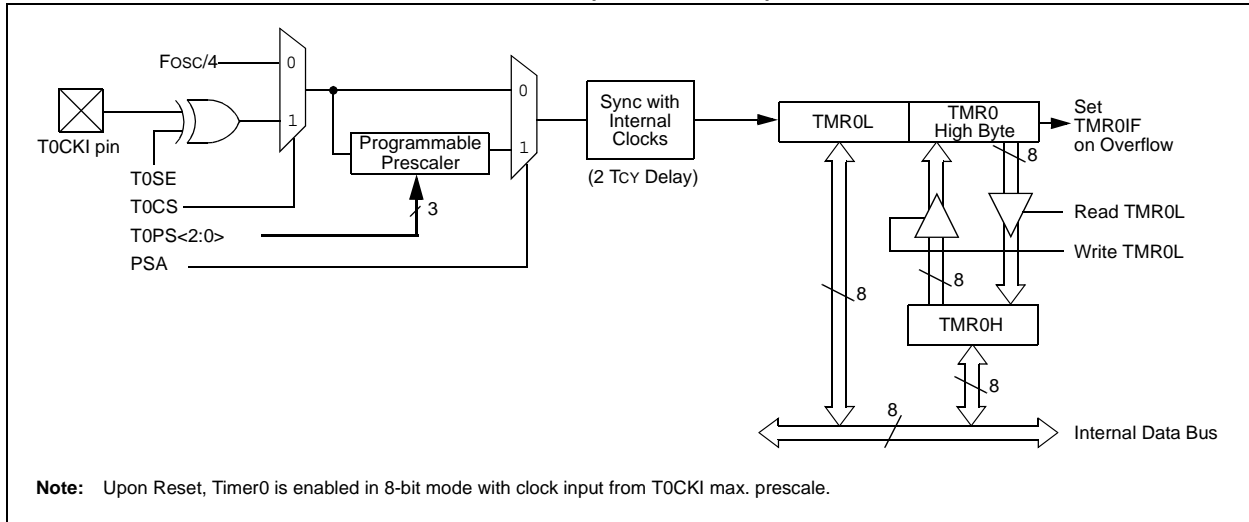 FOSC/4
0
1
T0CKI pin
T0SE
T0CS
T0PS<2:0>
PSA
Programmable
Prescaler
3
0
1
Sync with
Internal
Clocks
(2 TCY Delay)
TMR0L
TMR0
High Byte
Set
TMR0IF
on Overflow
8
Read TMR0L
Write TMR0L
8
8
TMR0H
8
8
Internal Data Bus
Note: Upon Reset, Timer0 is enabled in 8-bit mode with clock input from T0CKI max. prescale.